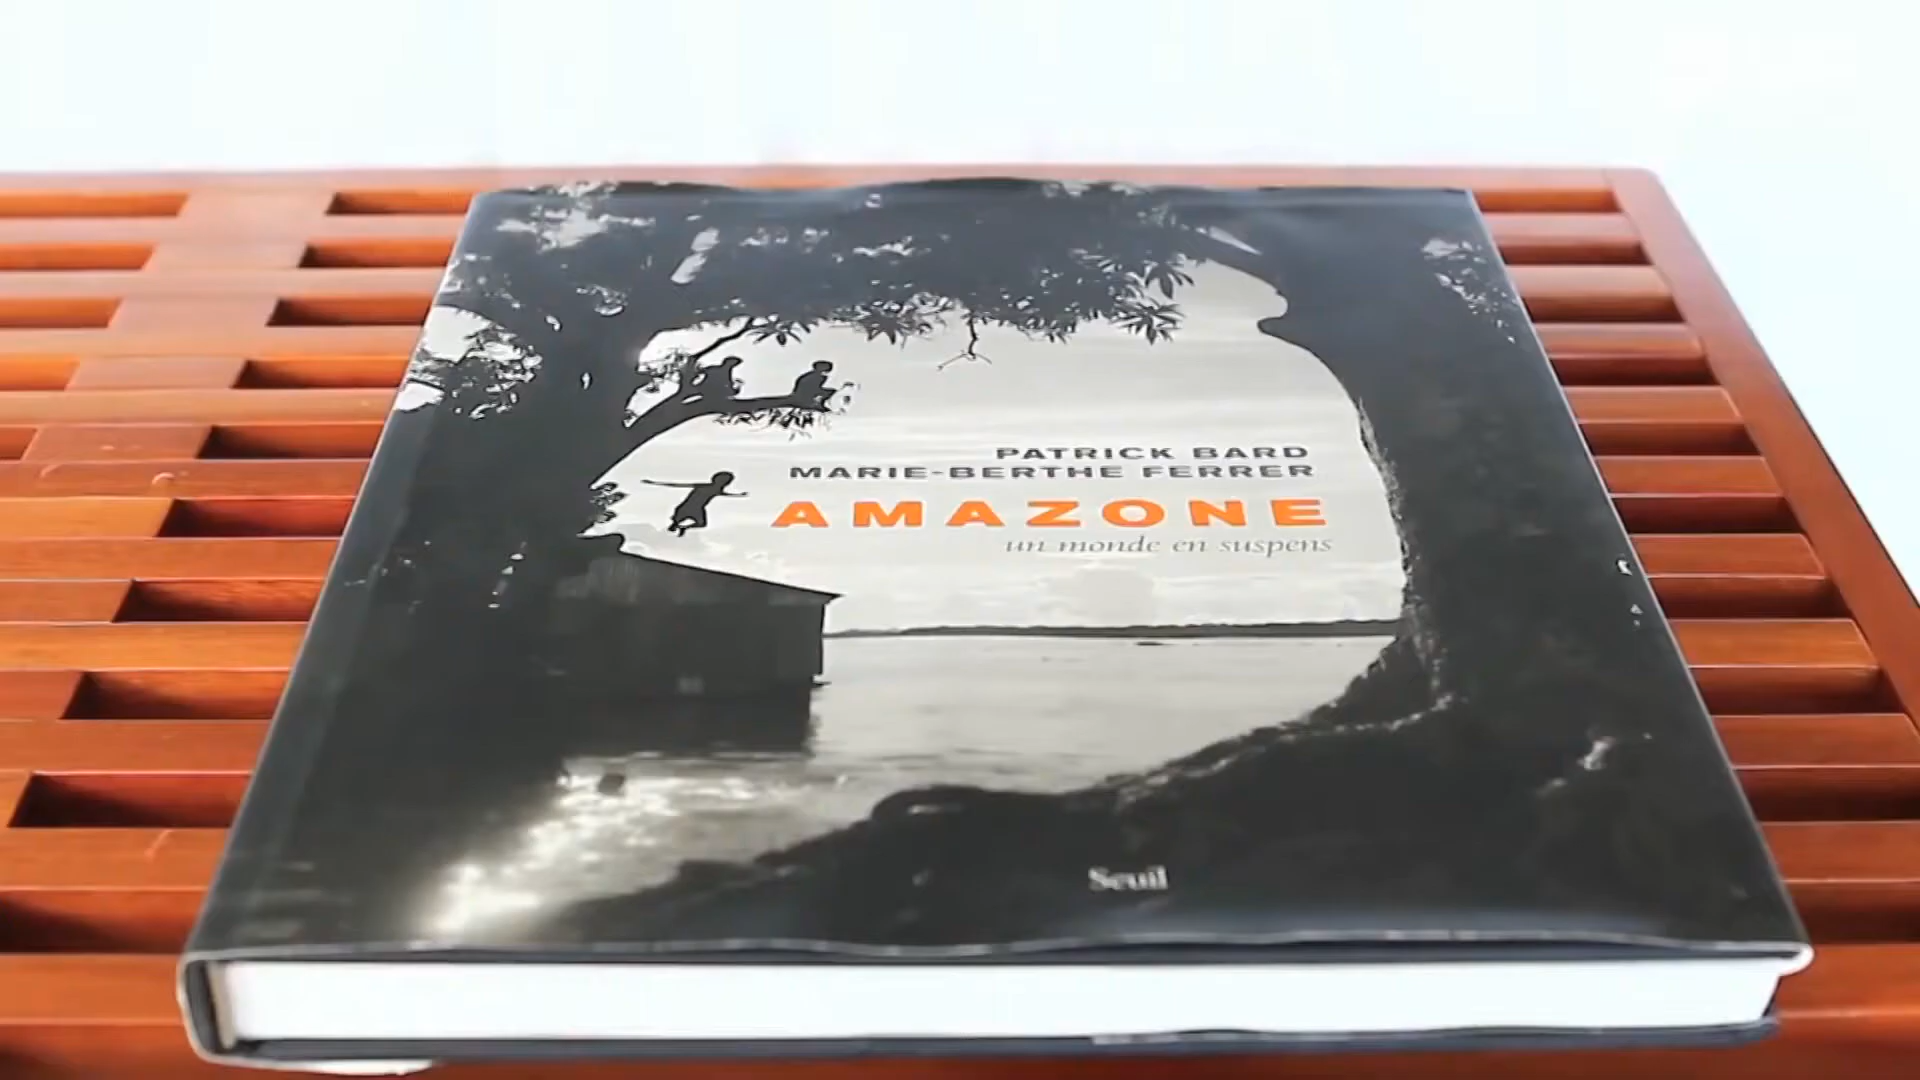 PATRICK BARD
MARIE-BERTHE FERRER
AMAZONE
un monde en suspens
Seuil